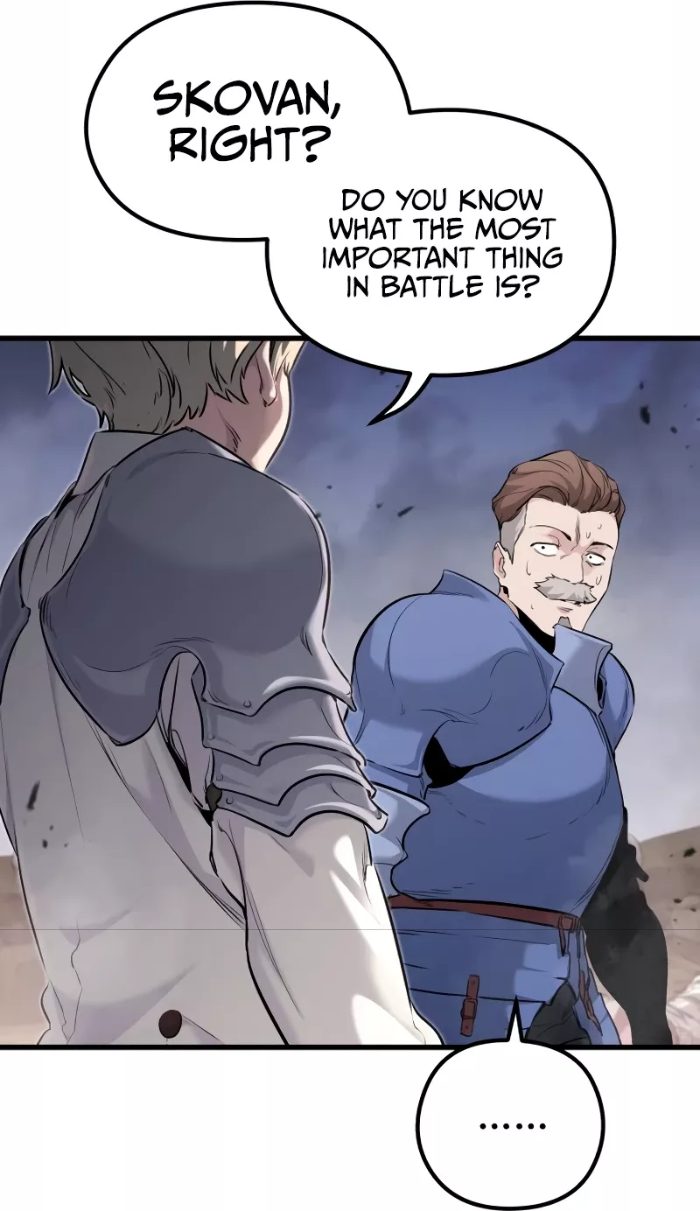 SKOVAN,
RIGHT?
DO YOU KNOW
WHAT THE MOST
IMPORTANT THING
IN BATTLE IS?
......